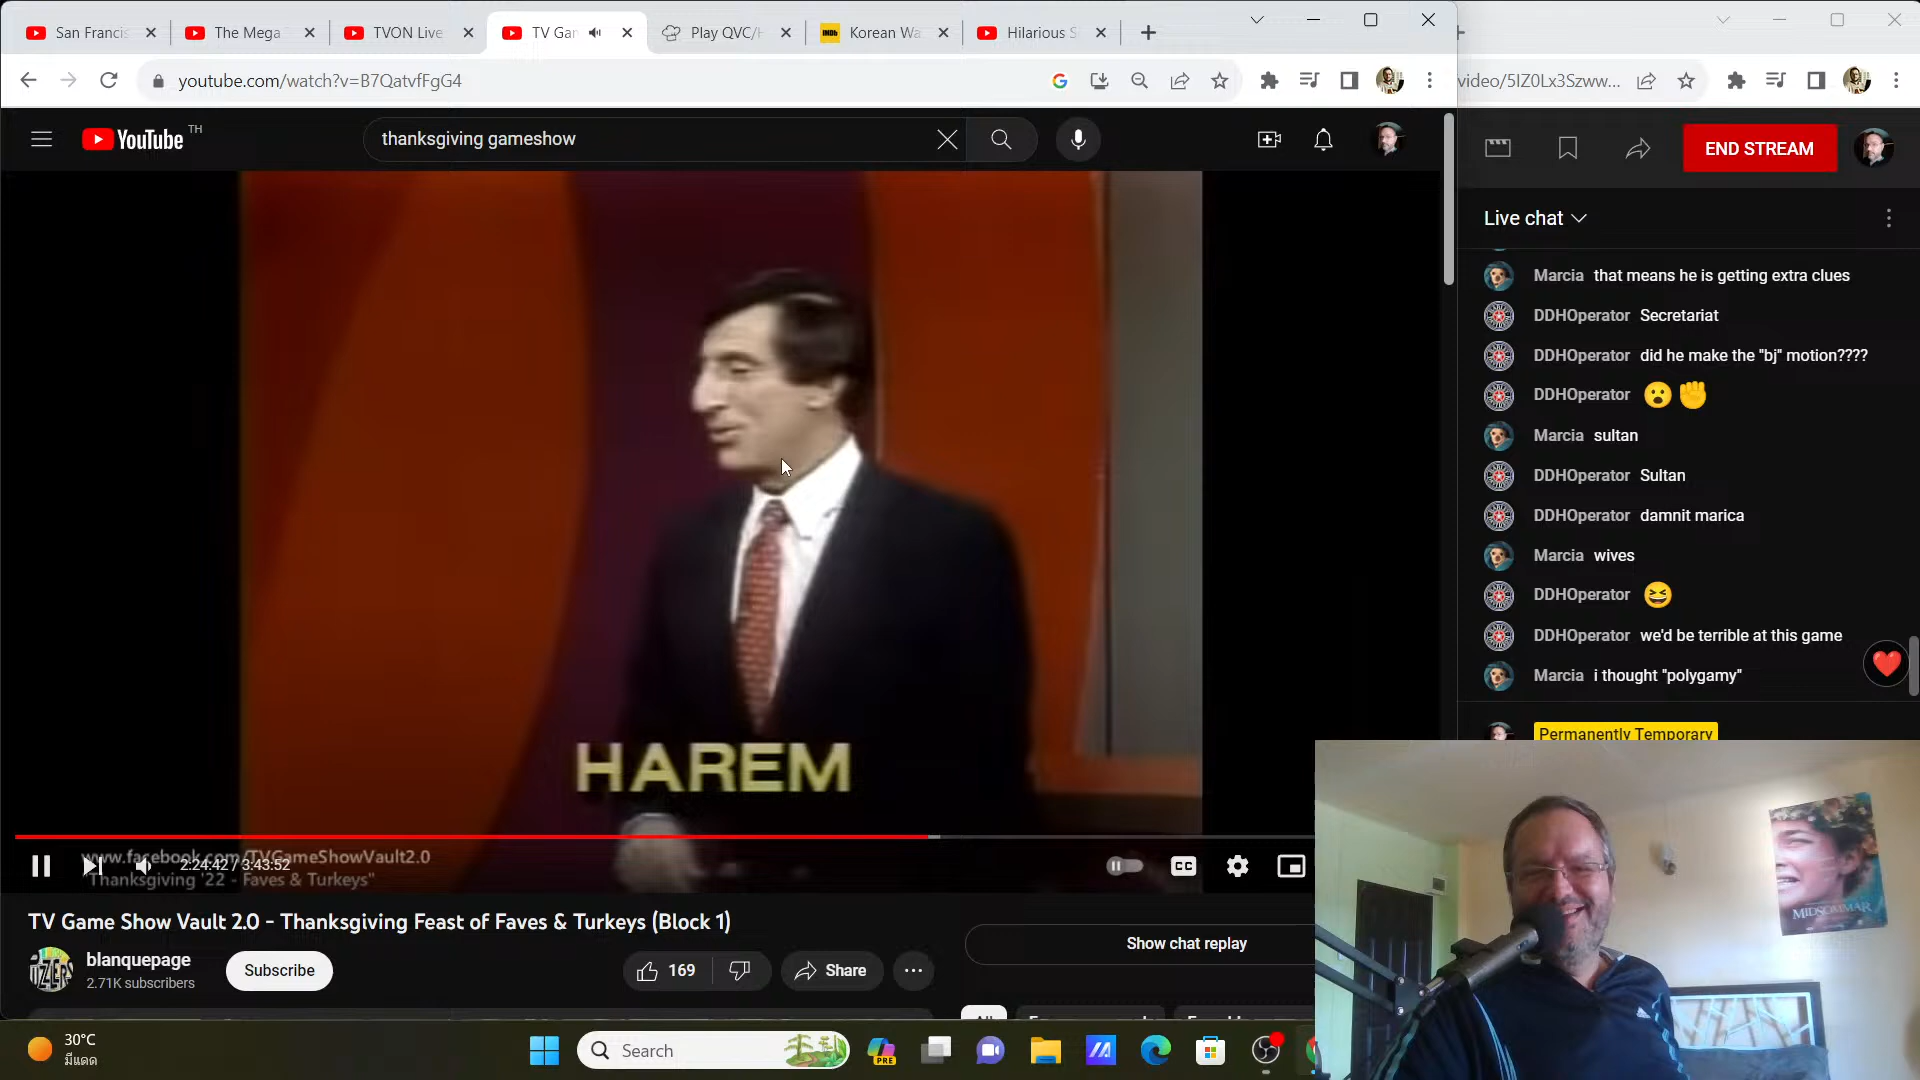 San Francis
The Mega
TVON Live
TV Gar
Play QVC/H
IMDb
Korean Wa
Hilarious S
youtube.com/watch?v=B7QatvfFgG4
video/5IZ0Lx3Szww...
YouTube TH
thanksgiving gameshow
END STREAM
Live chat
Marcia that means he is getting extra clues
DDHOperator Secretariat
DDHOperator did he make the "bj" motion????
DDHOperator 😮✊
Marcia sultan
DDHOperator Sultan
DDHOperator damnit marica
Marcia wives
DDHOperator 😆
DDHOperator we'd be terrible at this game
Marcia i thought "polygamy"
Permanently Temporary
HAREM
www.facebook.com/TVGameShowVault2.0
2:24:42 / 3:43:52
"Thanksgiving '22 - Faves & Turkeys"
CC
MIDSOMMAR
TV Game Show Vault 2.0 - Thanksgiving Feast of Faves & Turkeys (Block 1)
blanquepage
2.71K subscribers
Subscribe
169
Share
Show chat replay
All
30°C
มีแดด
Search
PRE